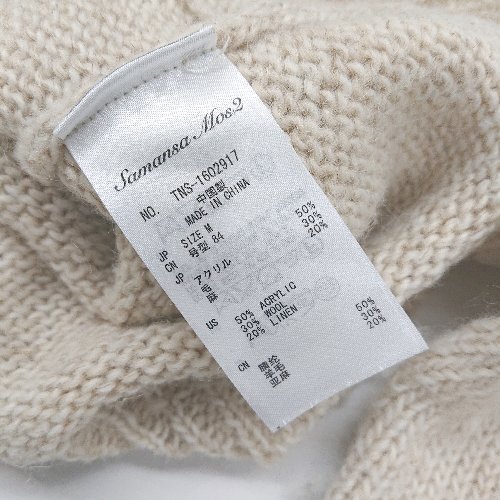 Samansa Mos2
NO. TNS-1602917
中国製
MADE IN CHINA
JP SIZE M
CN 号型 84
JP アクリル 50%
毛 30%
麻 20%
US 50% ACRYLIC 50%
30% WOOL 30%
20% LINEN 20%
CN 腈纶
羊毛
亚麻